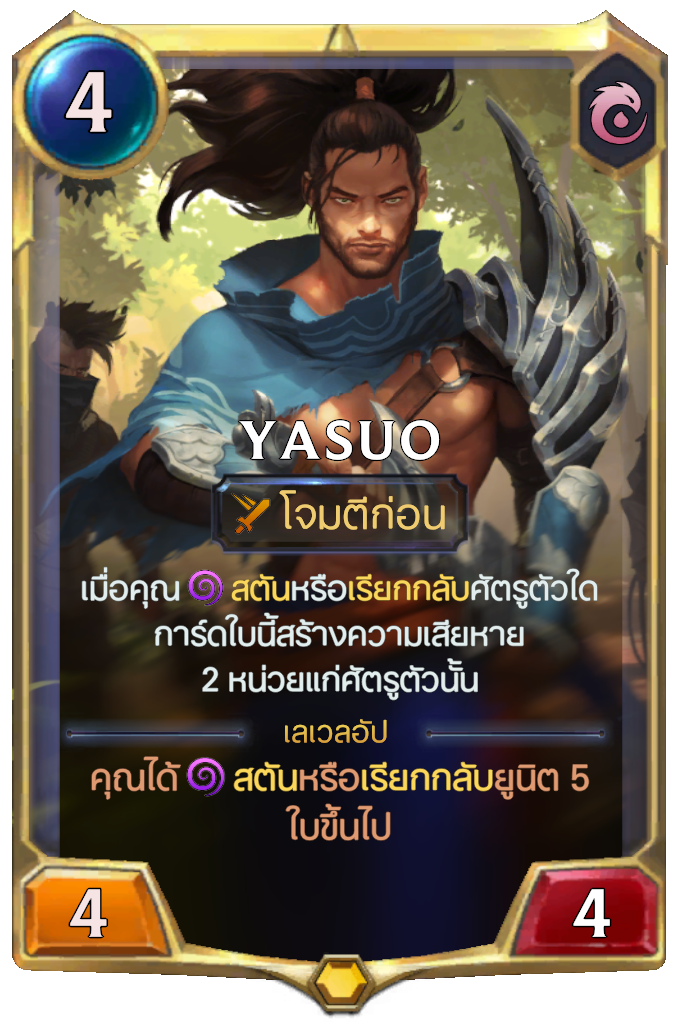 4
YASUO
โจมตีก่อน
เมื่อคุณ สตันหรือเรียกกลับศัตรูตัวใด
การ์ดใบนี้สร้างความเสียหาย
2 หน่วยแก่ศัตรูตัวนั้น
เลเวลอัป
คุณได้ สตันหรือเรียกกลับยูนิต 5
ใบขึ้นไป
4
4